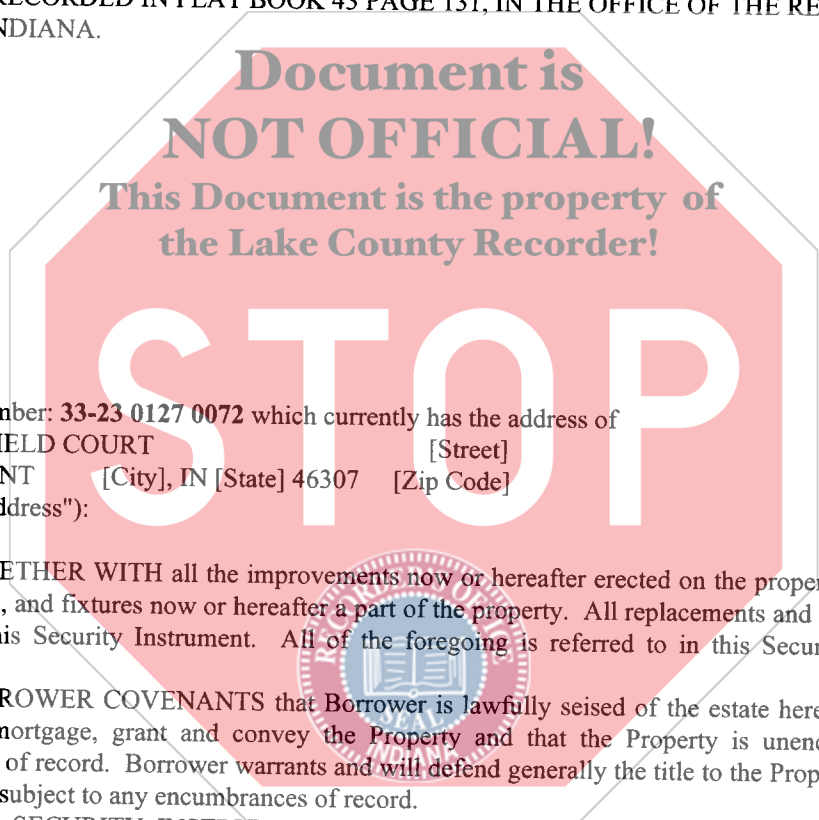 RECORDED IN PLAT BOOK 43 PAGE 131, IN THE OFFICE OF THE RE
NDIANA.
Document is
NOT OFFICIAL!
This Document is the property of
the Lake County Recorder!
STOP
mber: 33-23 0127 0072 which currently has the address of
IELD COURT [Street]
NT [City], IN [State] 46307 [Zip Code]
ddress"):
ETHER WITH all the improvements now or hereafter erected on the proper
, and fixtures now or hereafter a part of the property. All replacements and
his Security Instrument. All of the foregoing is referred to in this Secur
RECORDER'S OFFICE
SEAL
INDIANA
ROWER COVENANTS that Borrower is lawfully seised of the estate here
mortgage, grant and convey the Property and that the Property is unenc
of record. Borrower warrants and will defend generally the title to the Prop
subject to any encumbrances of record.